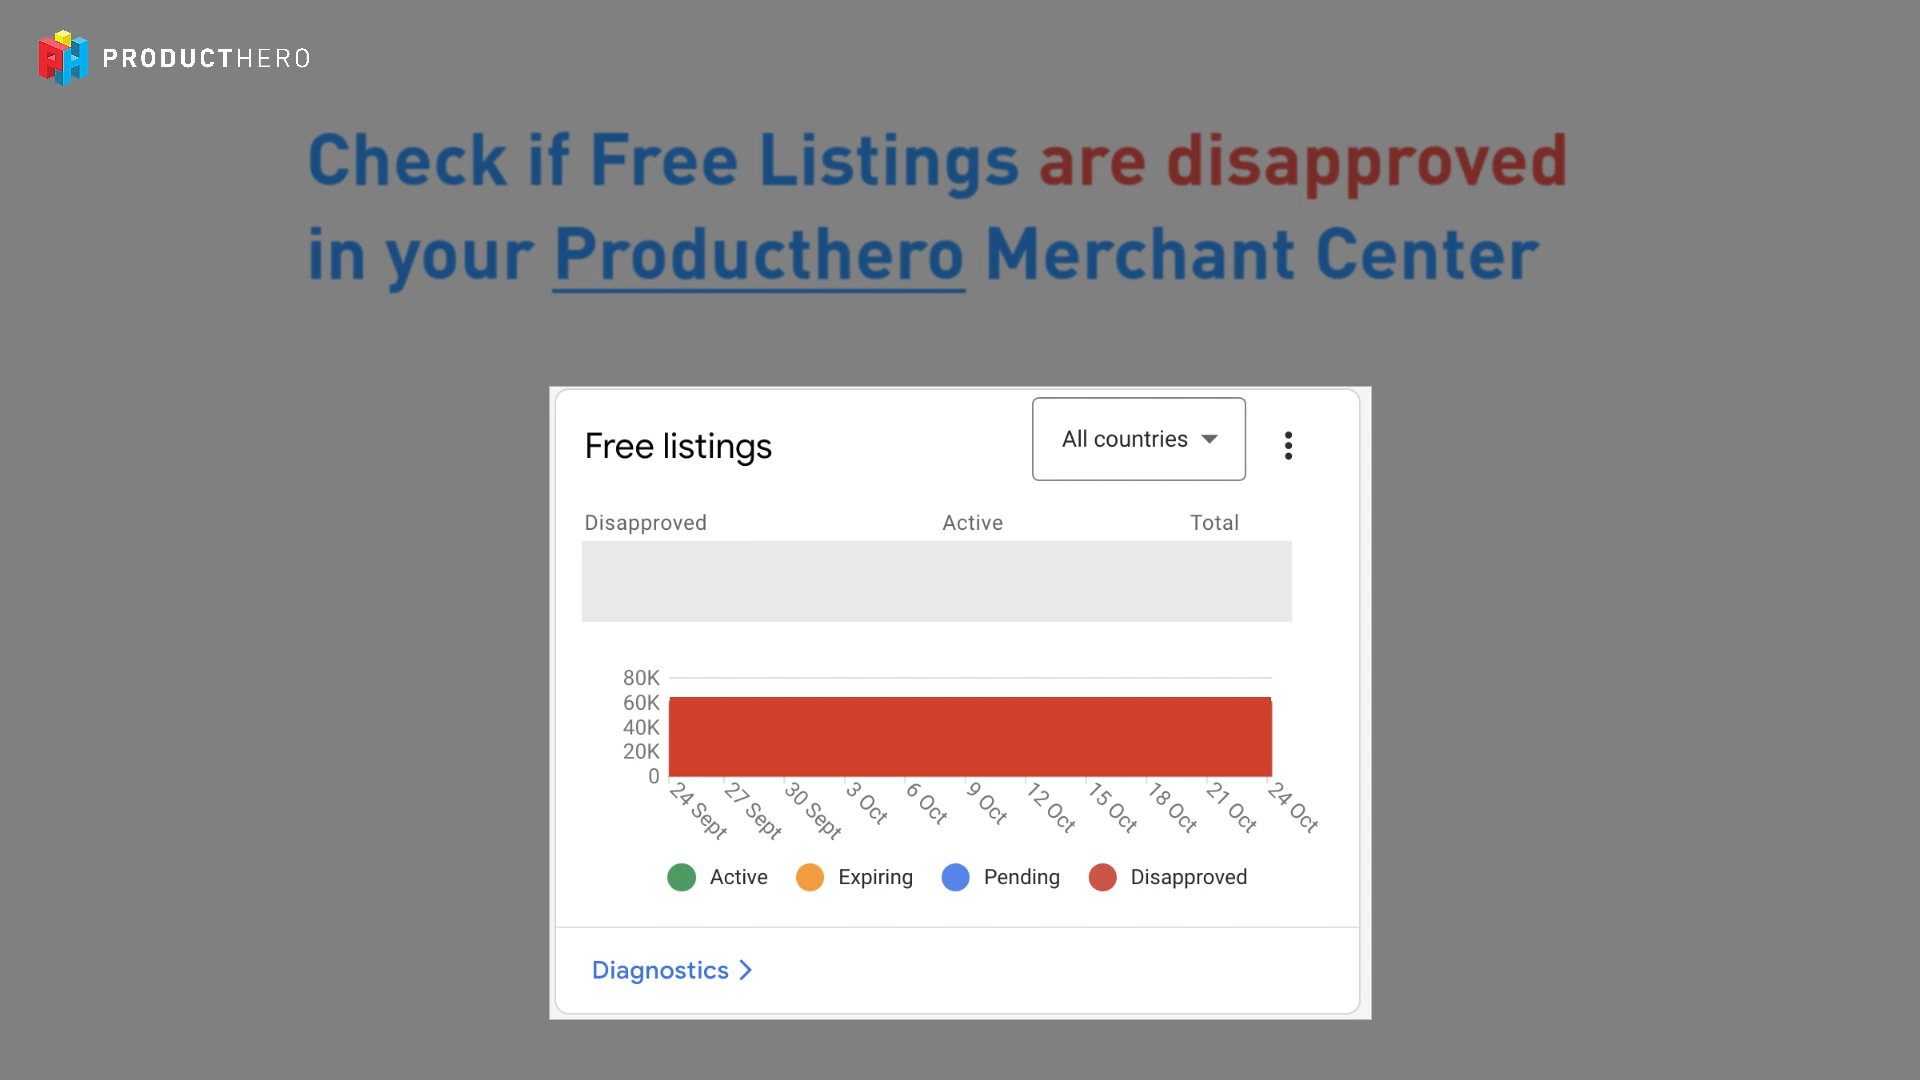 PRODUCTHERO
Check if Free Listings are disapproved
in your Producthero Merchant Center
Free listings
All countries
Disapproved Active Total
80K
60K
40K
20K
0
24 Sept 27 Sept 30 Sept 3 Oct 6 Oct 9 Oct 12 Oct 15 Oct 18 Oct 21 Oct 24 Oct
Active Expiring Pending Disapproved
Diagnostics